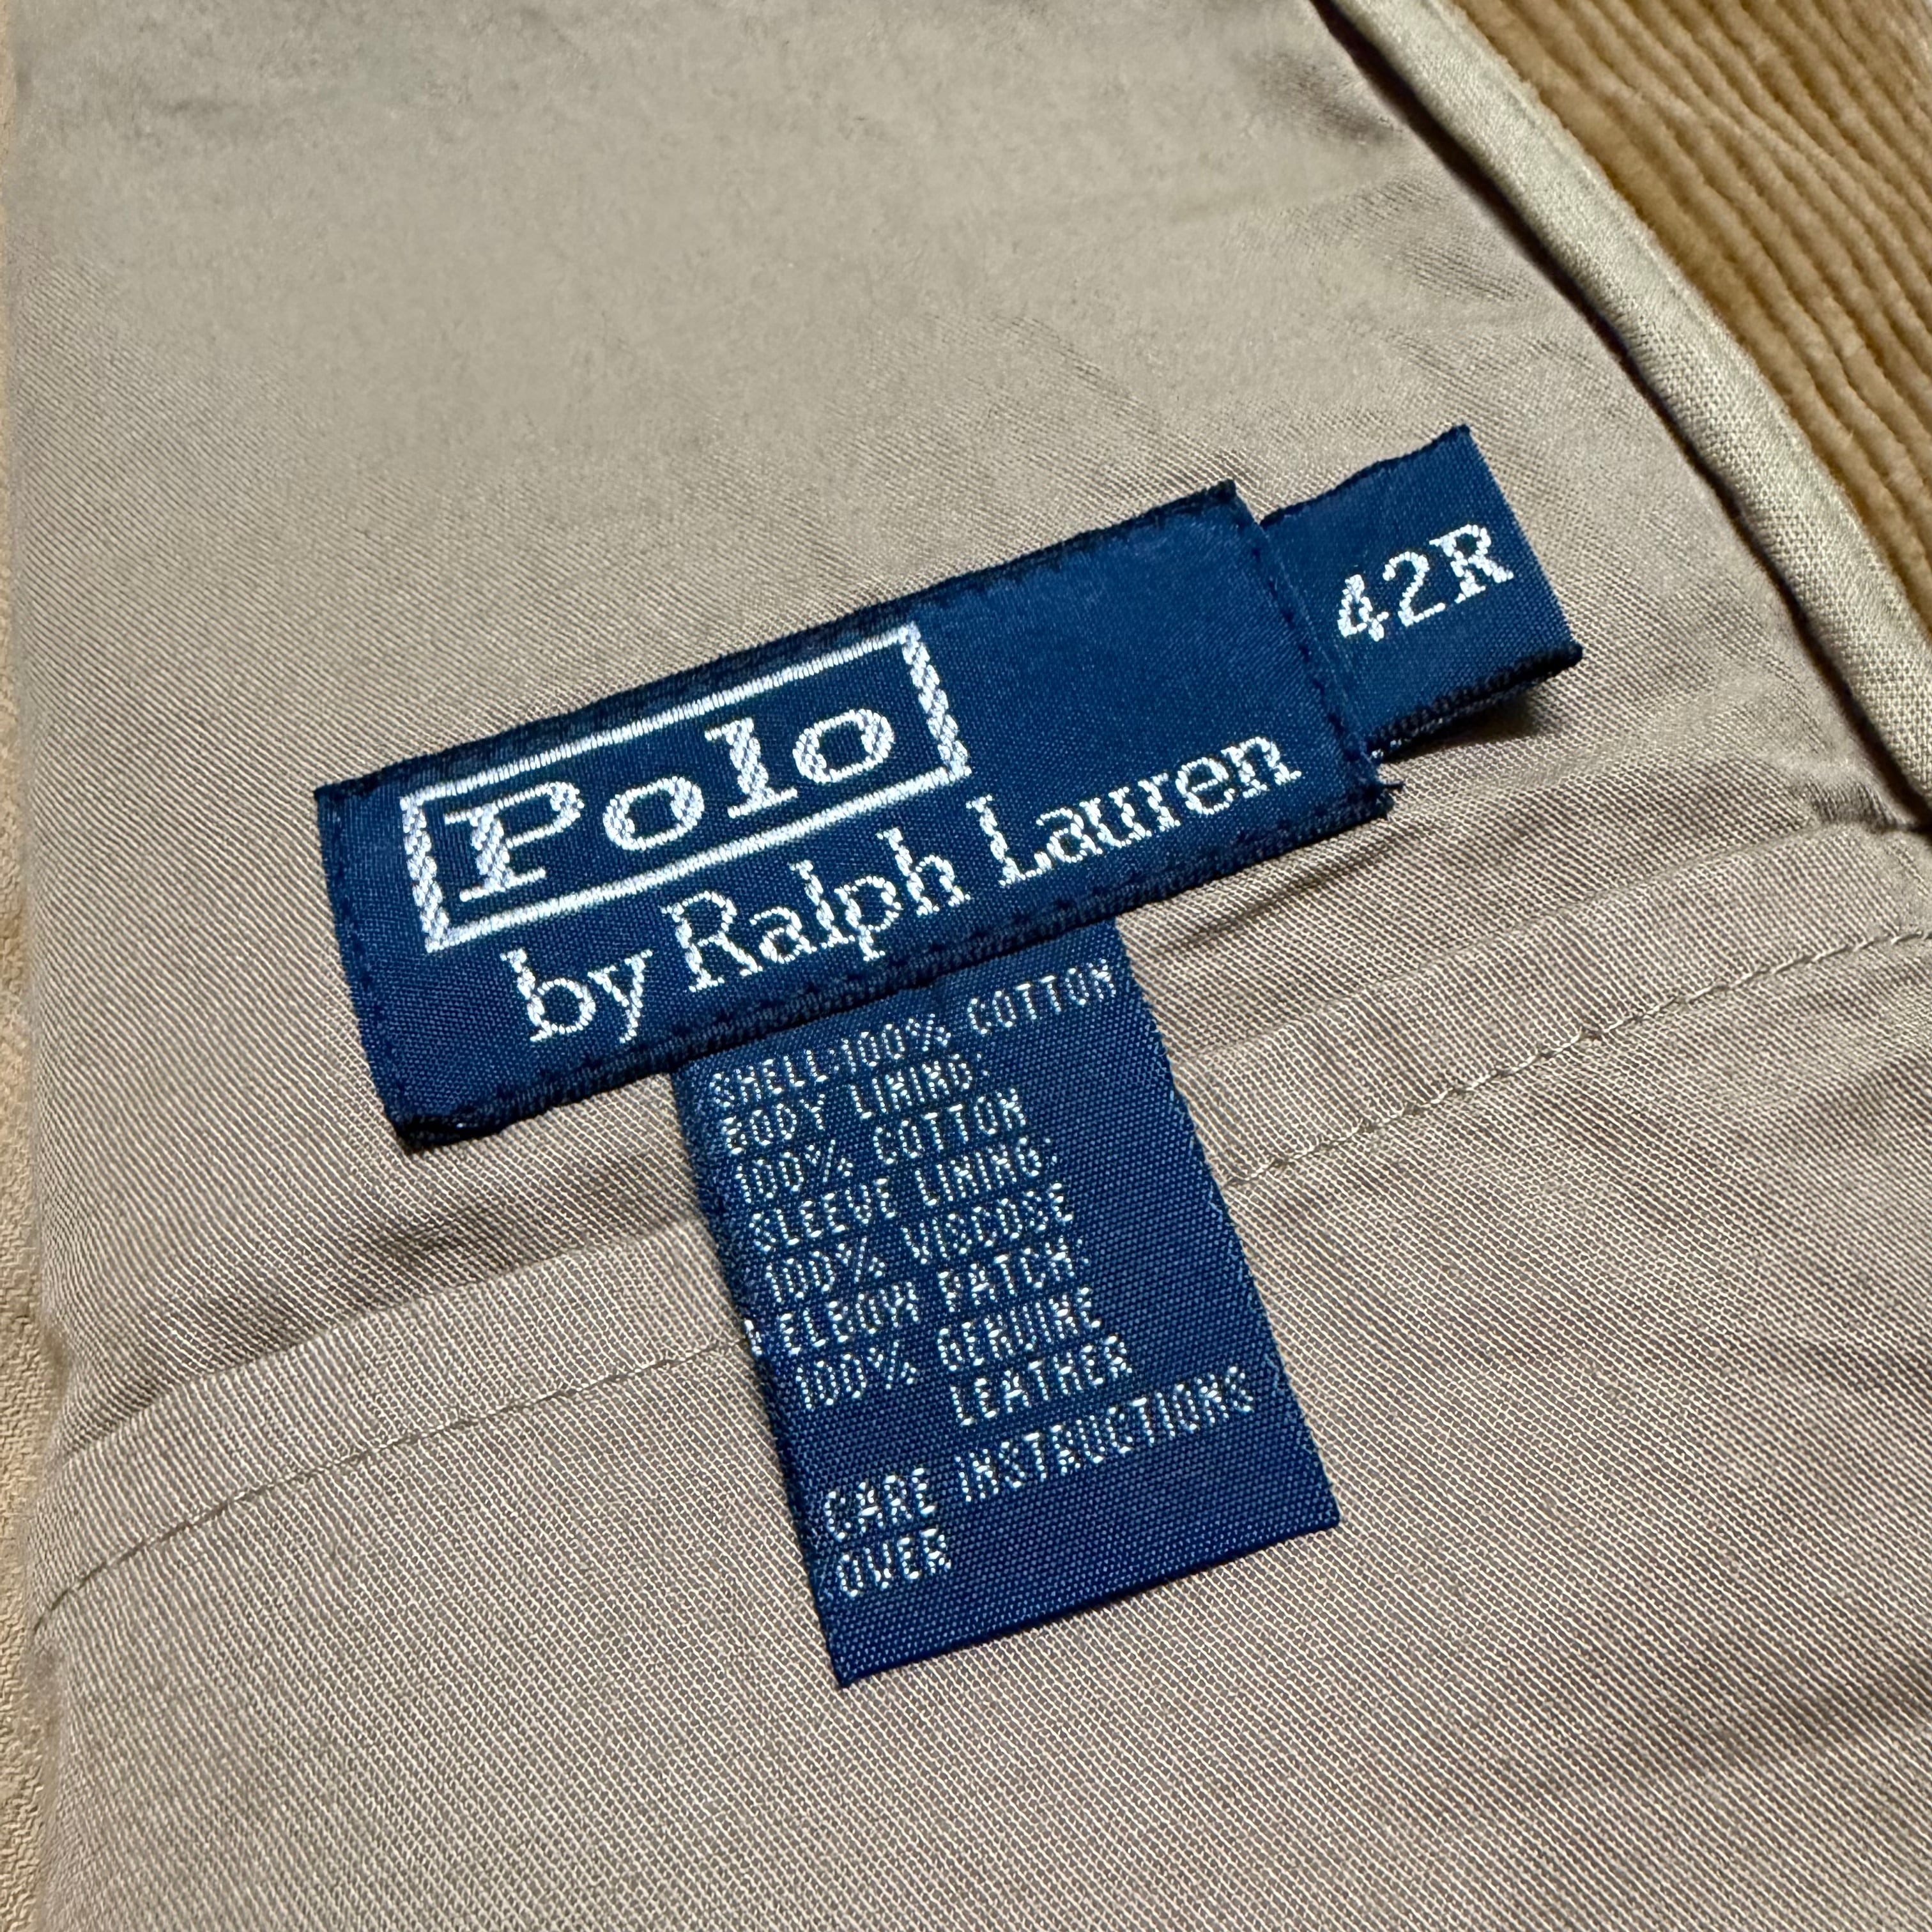 Polo
by Ralph Lauren
42R
SHELL:100% COTTON
BODY LINING:
100% COTTON
SLEEVE LINING:
100% VISCOSE
ELBOW PATCH:
100% GENUINE
LEATHER
CARE INSTRUCTIONS
OVER